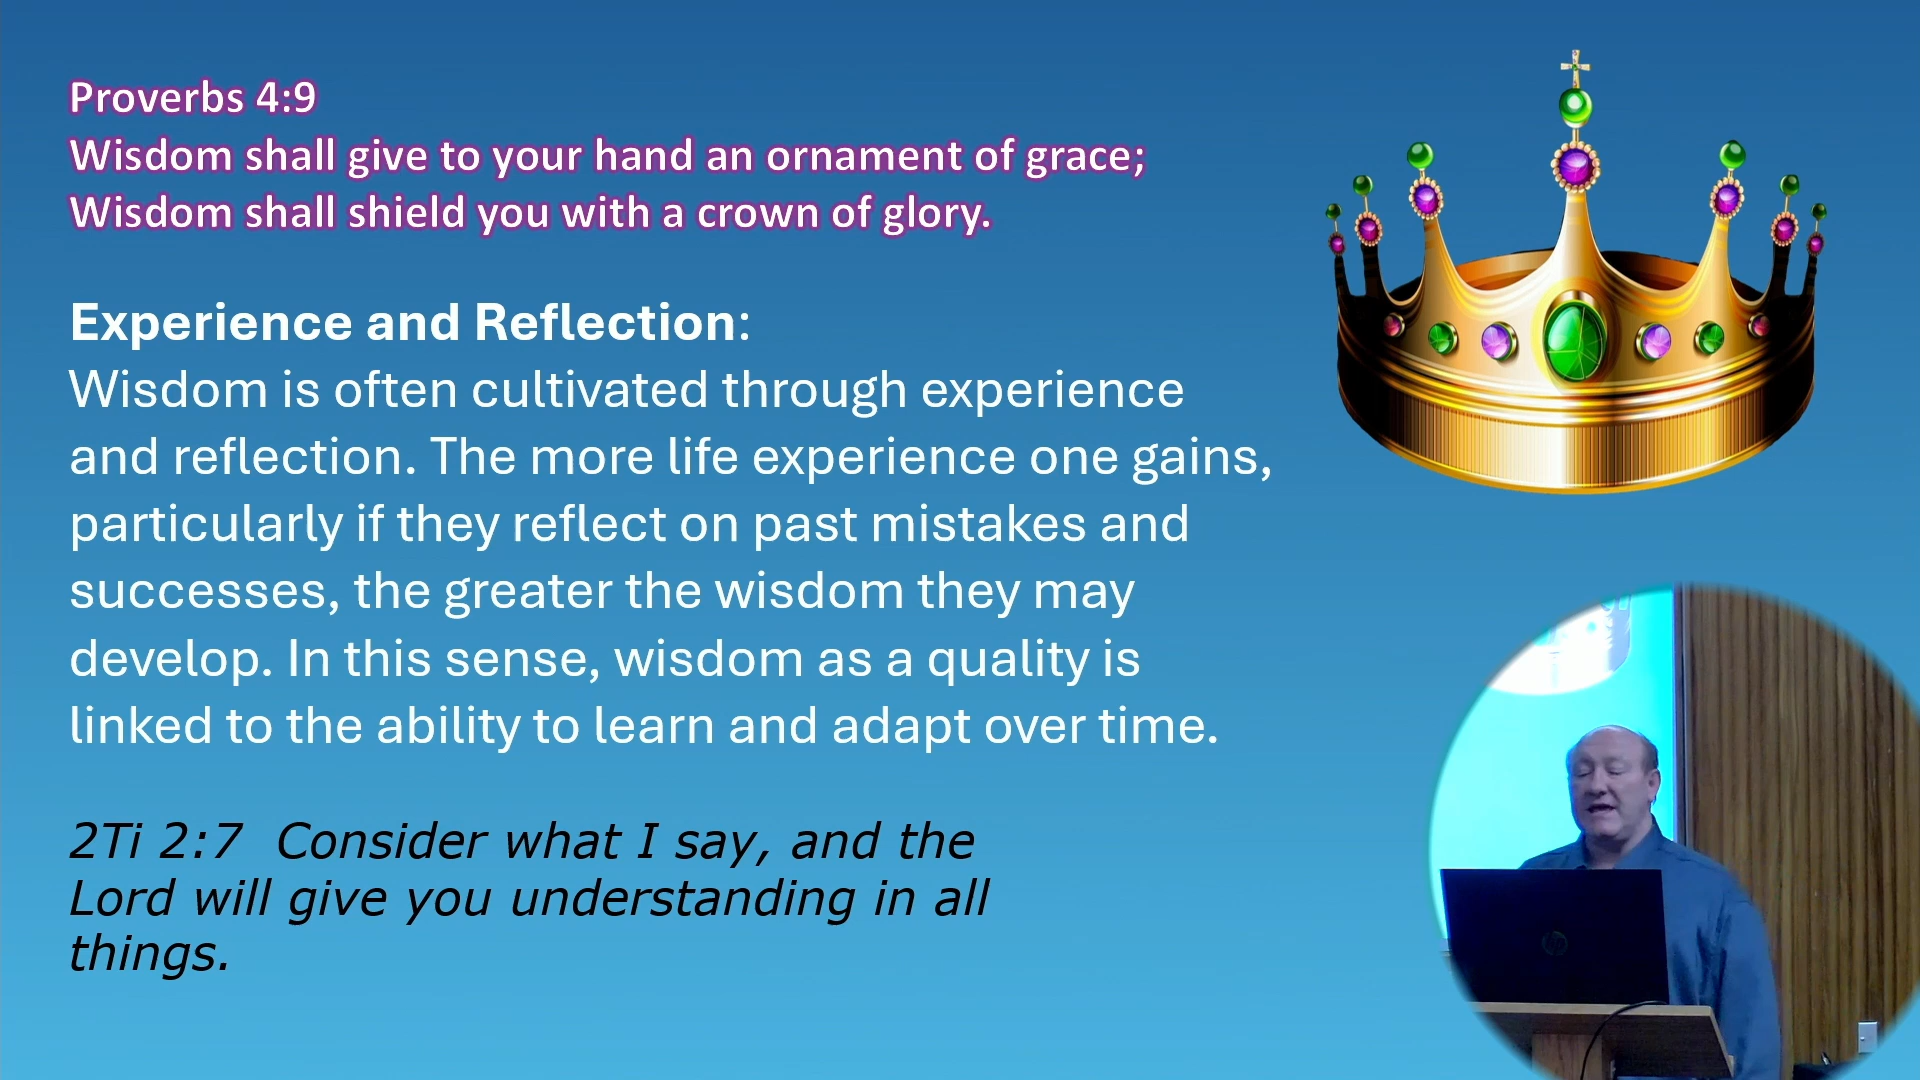 Proverbs 4:9
Wisdom shall give to your hand an ornament of grace;
Wisdom shall shield you with a crown of glory.
Experience and Reflection:
Wisdom is often cultivated through experience
and reflection. The more life experience one gains,
particularly if they reflect on past mistakes and
successes, the greater the wisdom they may
develop. In this sense, wisdom as a quality is
linked to the ability to learn and adapt over time.
2Ti 2:7  Consider what I say, and the
Lord will give you understanding in all
things.
hp